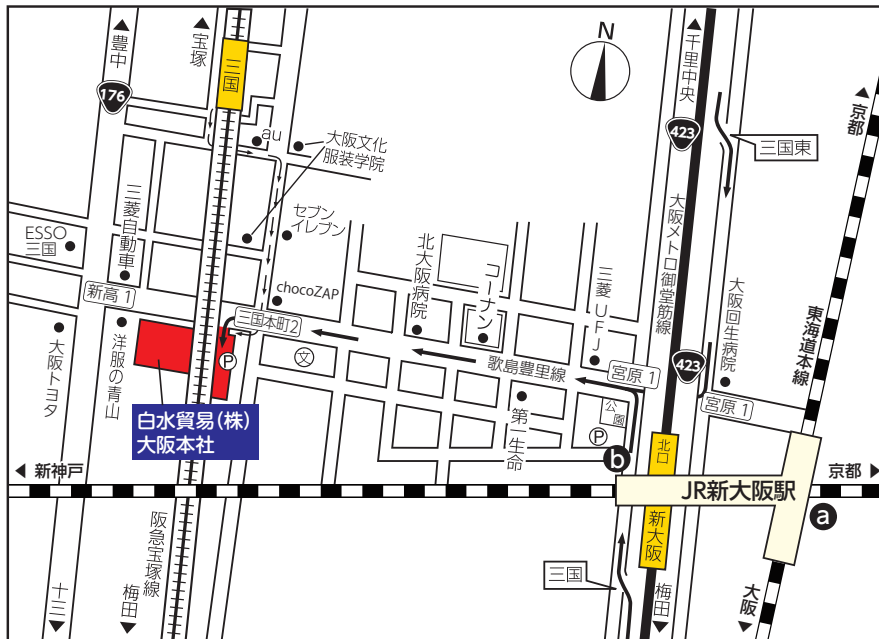 豊中
宝塚
三国
176
au
大阪文化
服装学院
N
千里中央
423
三国東
京都
三菱自動車
ESSO
三国
セブン
イレブン
chocoZAP
新高 1
三国本町2
北大阪病院
コーナン
三菱UFJ
大阪メトロ御堂筋線
大阪回生病院
東海道本線
423
大阪トヨタ
洋服の青山
P
文
歌島豊里線
宮原 1
宮原 1
第一生命
公園
P
白水貿易(株)
大阪本社
b
北口
新神戸
京都
JR新大阪駅
新大阪
a
阪急宝塚線
三国
十三
梅田
梅田
大阪